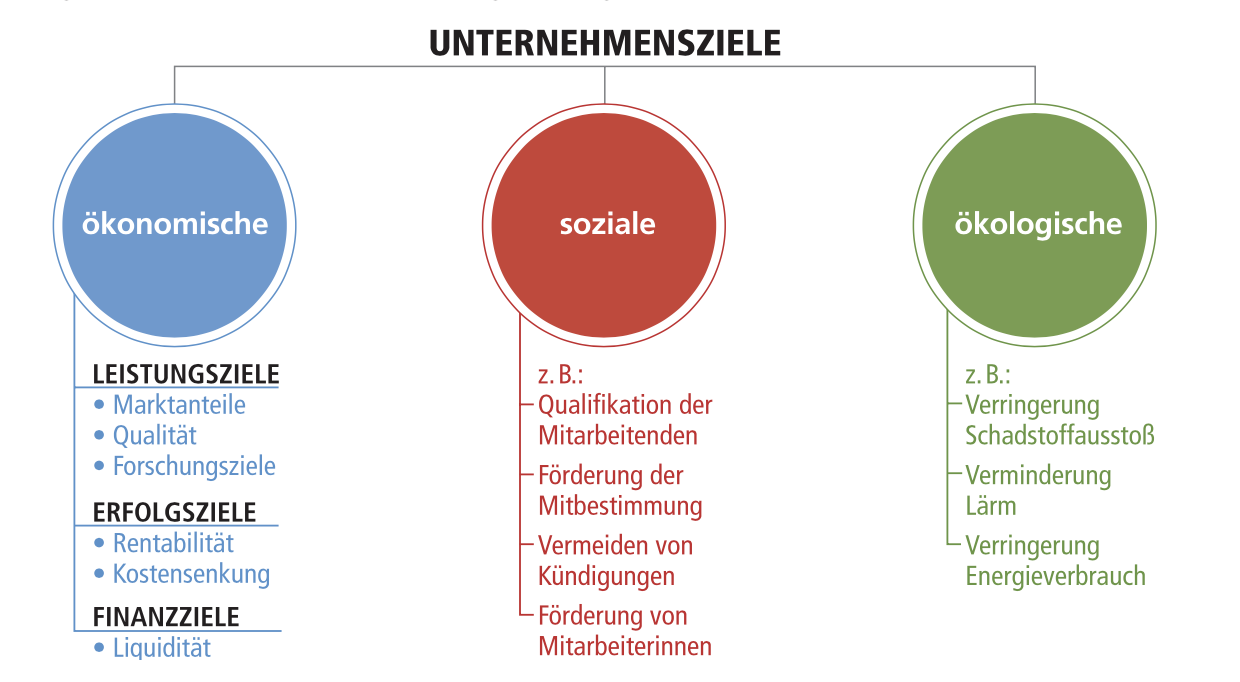 UNTERNEHMENSZIELE
ökonomische
LEISTUNGSZIELE
• Marktanteile
• Qualität
• Forschungsziele
ERFOLGSZIELE
• Rentabilität
• Kostensenkung
FINANZZIELE
• Liquidität
soziale
z. B.:
Qualifikation der
Mitarbeitenden
Förderung der
Mitbestimmung
Vermeiden von
Kündigungen
Förderung von
Mitarbeiterinnen
ökologische
z. B.:
Verringerung
Schadstoffausstoß
Verminderung
Lärm
Verringerung
Energieverbrauch